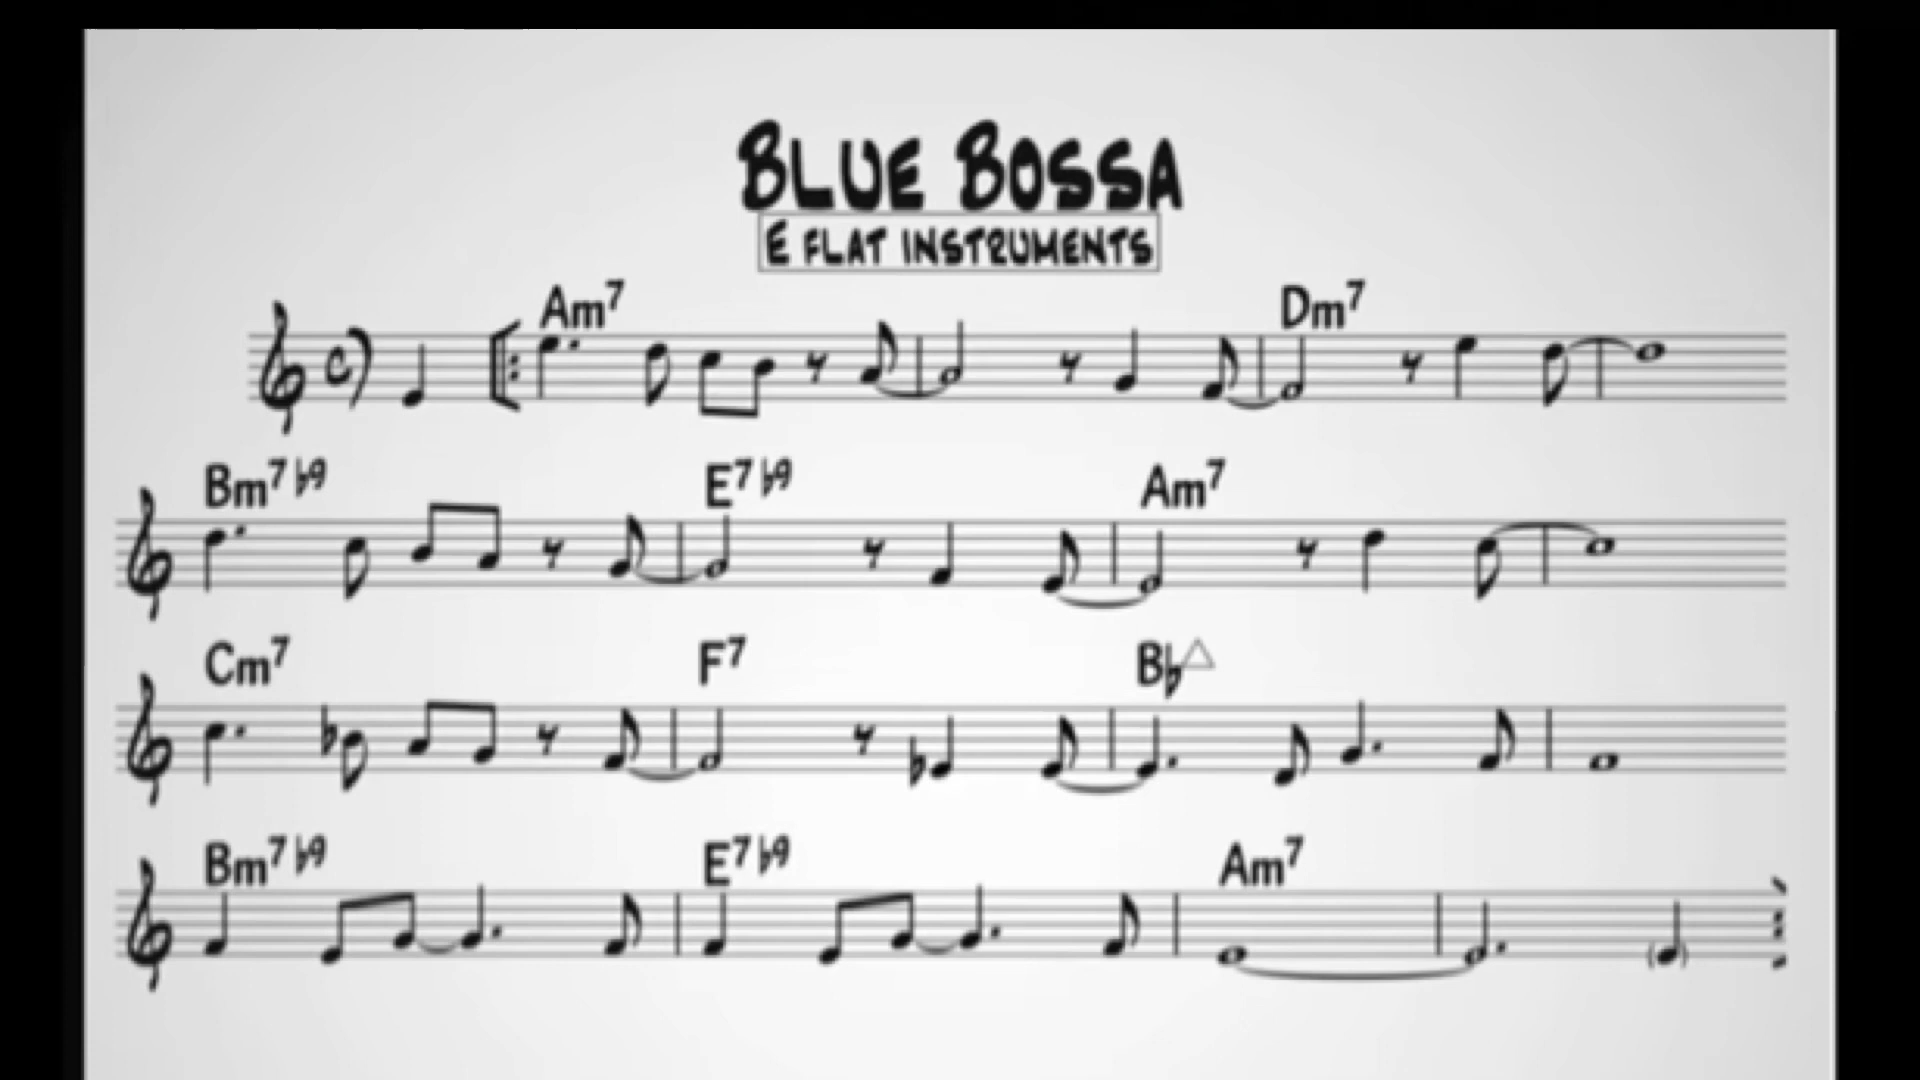 BLUE BOSSA
E FLAT INSTRUMENTS
Am7 Dm7
Bm7♭9 E7♭9 Am7
Cm7 F7 B♭△
Bm7♭9 E7♭9 Am7